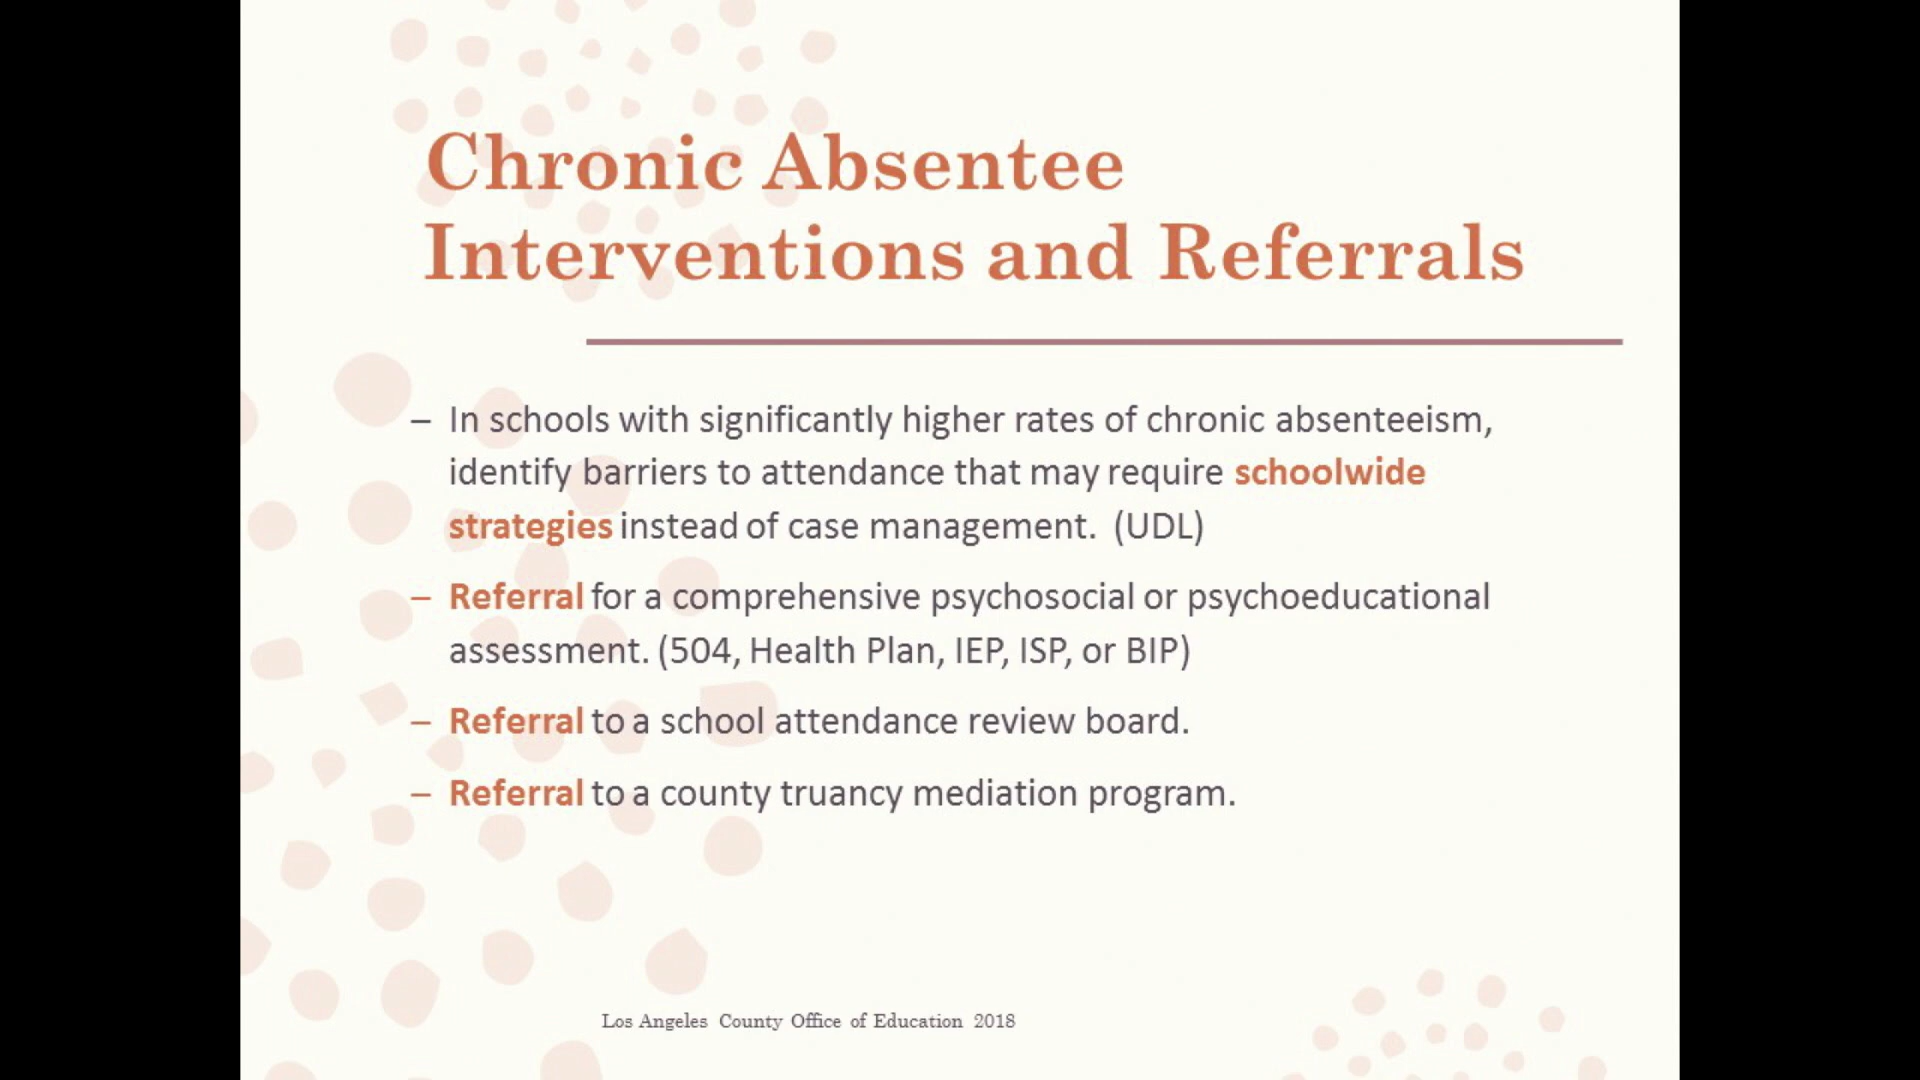 Chronic Absentee
Interventions and Referrals
– In schools with significantly higher rates of chronic absenteeism,
identify barriers to attendance that may require schoolwide
strategies instead of case management. (UDL)
– Referral for a comprehensive psychosocial or psychoeducational
assessment. (504, Health Plan, IEP, ISP, or BIP)
– Referral to a school attendance review board.
– Referral to a county truancy mediation program.
Los Angeles County Office of Education 2018